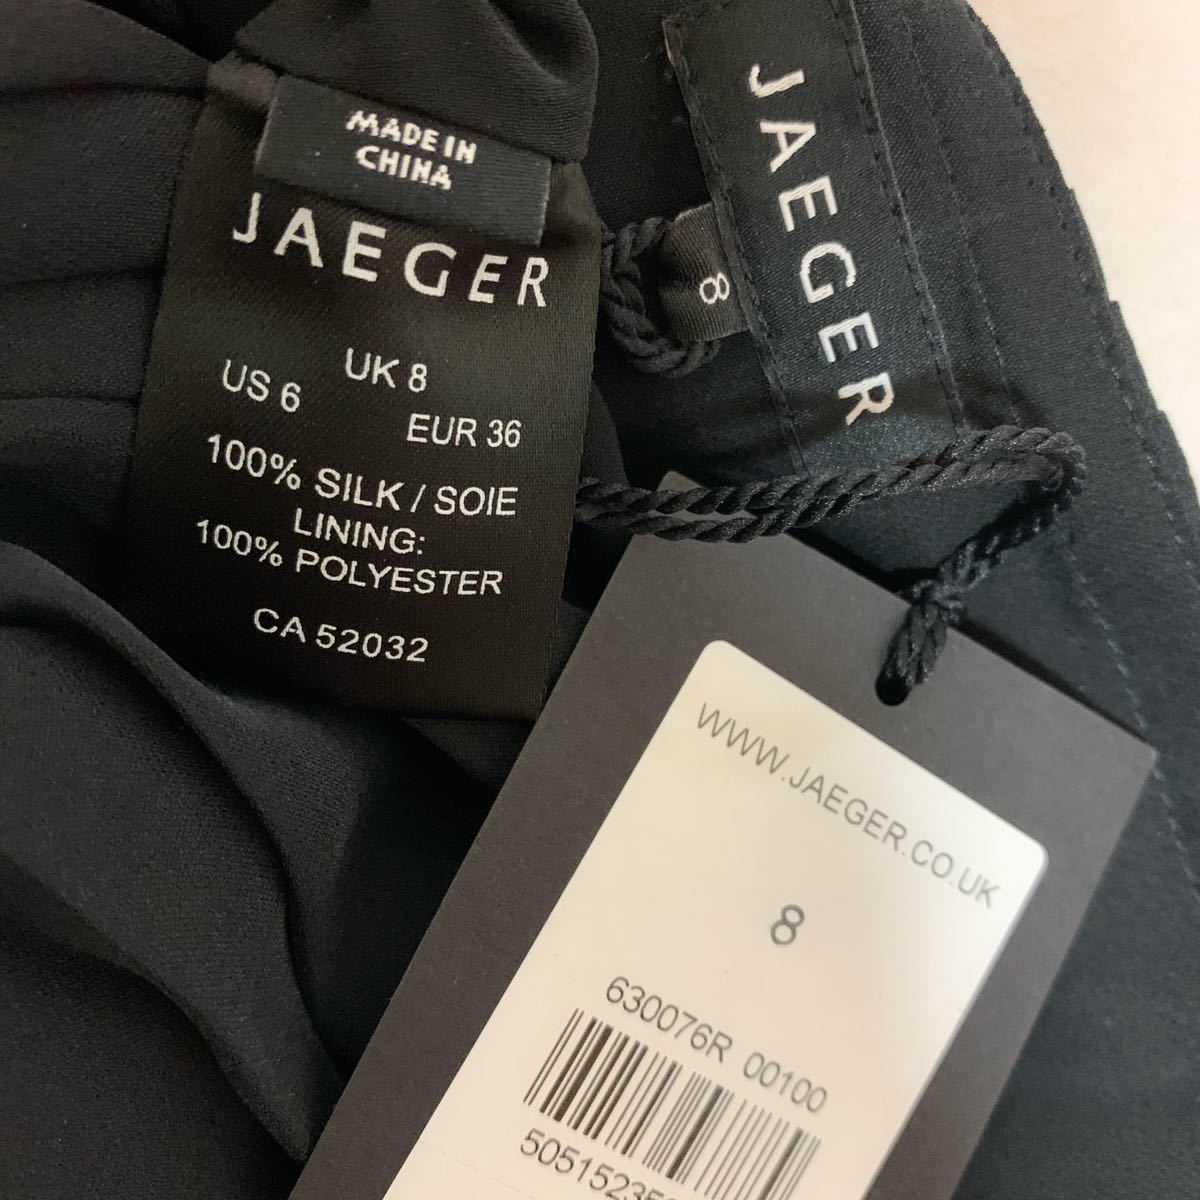 MADE IN
CHINA
JAEGER
UK 8
US 6
EUR 36
100% SILK / SOIE
LINING:
100% POLYESTER
CA 52032
8
JAEGER
WWW.JAEGER.CO.UK
8
630076R 00100
50515235